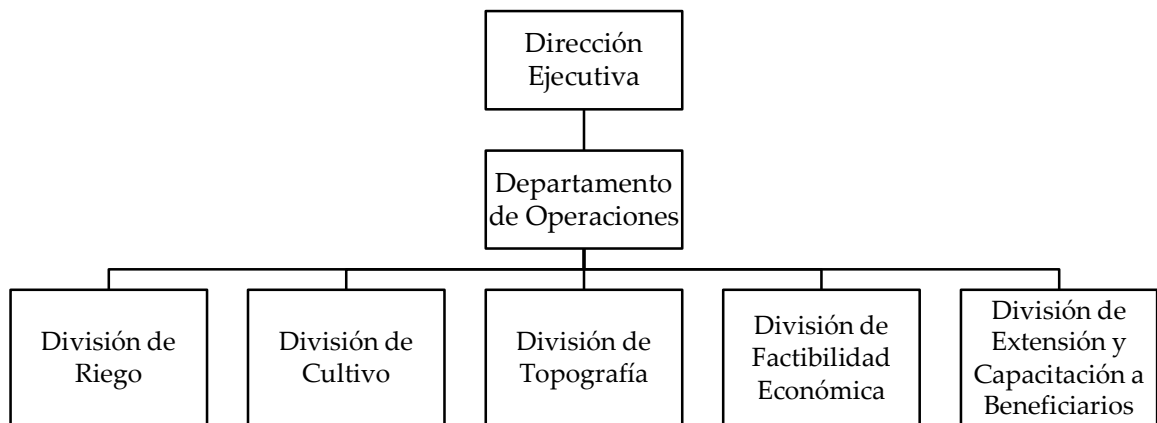 Dirección
Ejecutiva
Departamento
de Operaciones
División de
Riego
División de
Cultivo
División de
Topografía
División de
Factibilidad
Económica
División de
Extensión y
Capacitación a
Beneficiarios